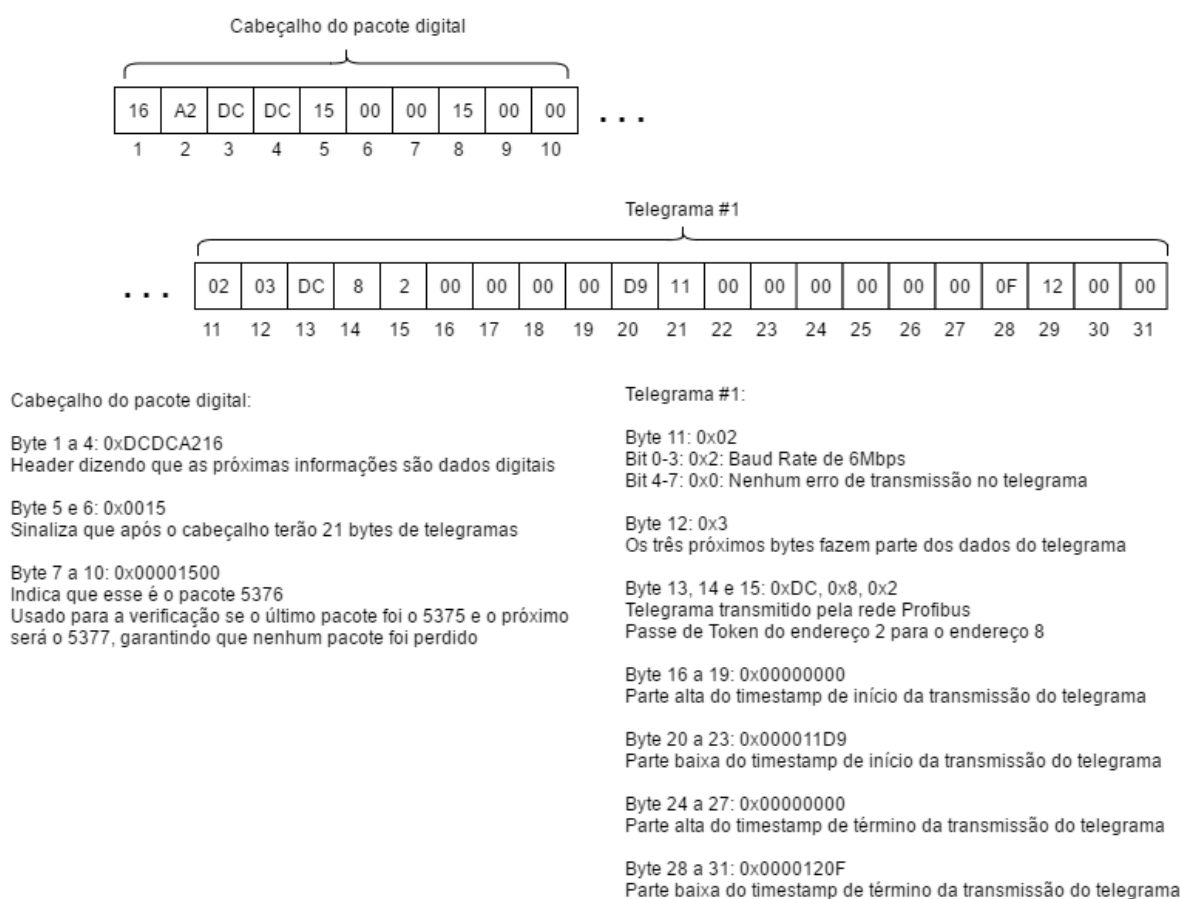 Cabeçalho do pacote digital
16 A2 DC DC 15 00 00 15 00 00 ...
1 2 3 4 5 6 7 8 9 10
Telegrama #1
... 02 03 DC 8 2 00 00 00 00 D9 11 00 00 00 00 00 00 0F 12 00 00
11 12 13 14 15 16 17 18 19 20 21 22 23 24 25 26 27 28 29 30 31
Cabeçalho do pacote digital:
Byte 1 a 4: 0xDCDCA216
Header dizendo que as próximas informações são dados digitais
Byte 5 e 6: 0x0015
Sinaliza que após o cabeçalho terão 21 bytes de telegramas
Byte 7 a 10: 0x00001500
Indica que esse é o pacote 5376
Usado para a verificação se o último pacote foi o 5375 e o próximo
será o 5377, garantindo que nenhum pacote foi perdido
Telegrama #1:
Byte 11: 0x02
Bit 0-3: 0x2: Baud Rate de 6Mbps
Bit 4-7: 0x0: Nenhum erro de transmissão no telegrama
Byte 12: 0x3
Os três próximos bytes fazem parte dos dados do telegrama
Byte 13, 14 e 15: 0xDC, 0x8, 0x2
Telegrama transmitido pela rede Profibus
Passe de Token do endereço 2 para o endereço 8
Byte 16 a 19: 0x00000000
Parte alta do timestamp de início da transmissão do telegrama
Byte 20 a 23: 0x000011D9
Parte baixa do timestamp de início da transmissão do telegrama
Byte 24 a 27: 0x00000000
Parte alta do timestamp de término da transmissão do telegrama
Byte 28 a 31: 0x0000120F
Parte baixa do timestamp de término da transmissão do telegrama